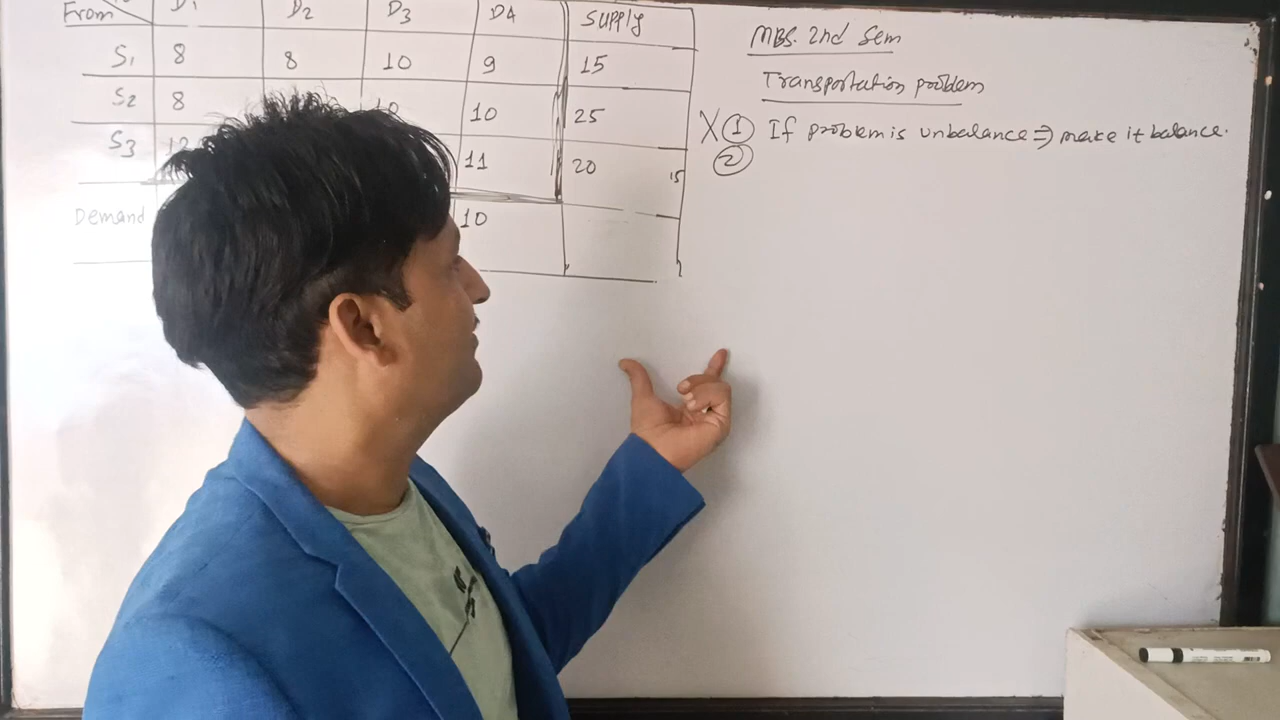 From D1 D2 D3 D4 Supply
S1 8 8 10 9 15
S2 8 10 10 25
S3 12 11 20 15
Demand 10
MBS. 2nd Sem
Transportation problem
X ① If problem is unbalance ⇒ make it balance.
②